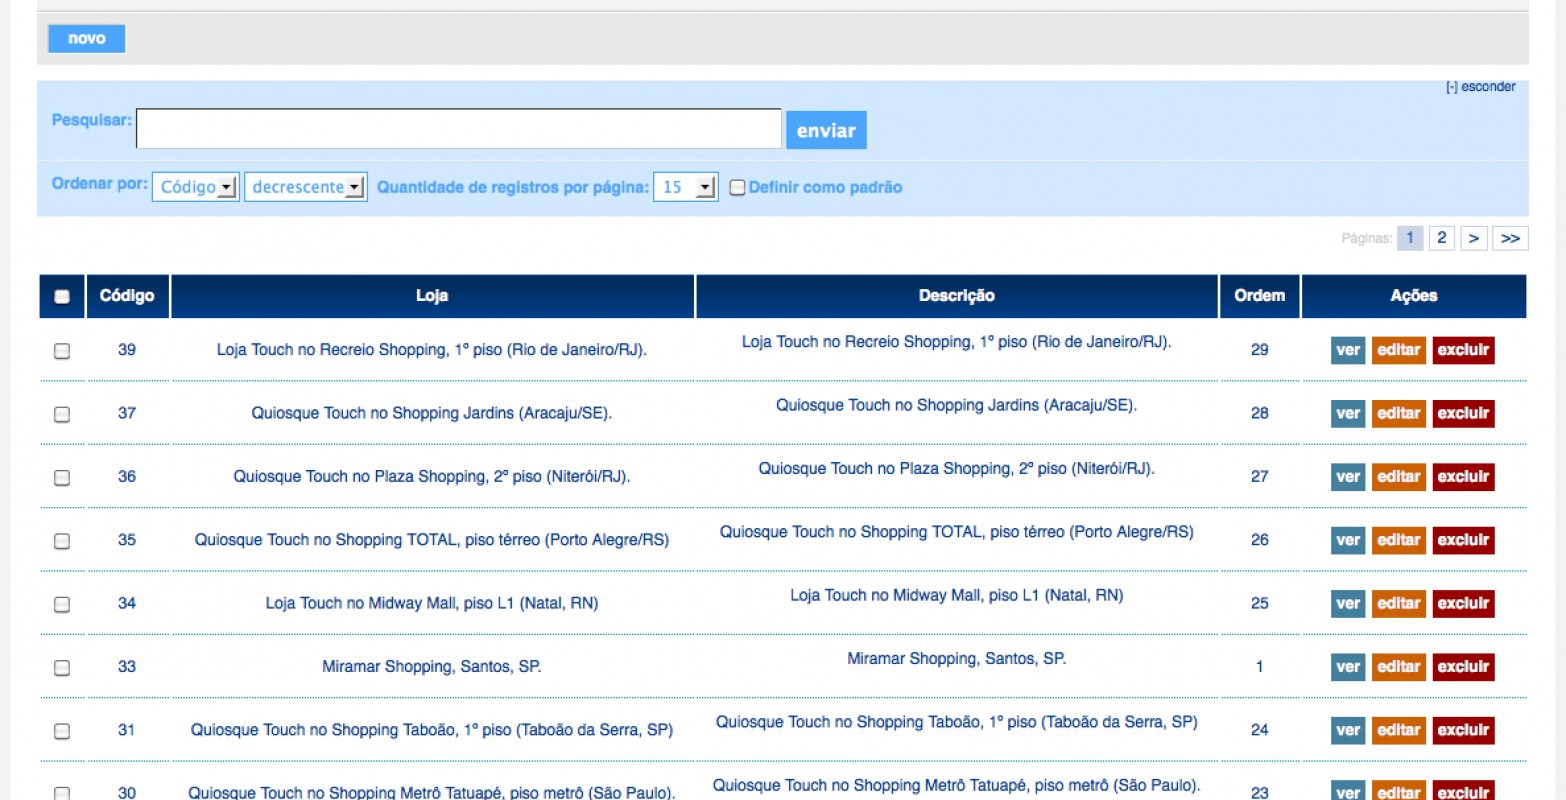 novo
[-] esconder
Pesquisar: enviar
Ordenar por: Código decrescente Quantidade de registros por página: 15 Definir como padrão
Páginas: 1 2 > >>
Código Loja Descrição Ordem Ações
39 Loja Touch no Recreio Shopping, 1º piso (Rio de Janeiro/RJ). Loja Touch no Recreio Shopping, 1º piso (Rio de Janeiro/RJ). 29 ver editar excluir
37 Quiosque Touch no Shopping Jardins (Aracaju/SE). Quiosque Touch no Shopping Jardins (Aracaju/SE). 28 ver editar excluir
36 Quiosque Touch no Plaza Shopping, 2º piso (Niterói/RJ). Quiosque Touch no Plaza Shopping, 2º piso (Niterói/RJ). 27 ver editar excluir
35 Quiosque Touch no Shopping TOTAL, piso térreo (Porto Alegre/RS) Quiosque Touch no Shopping TOTAL, piso térreo (Porto Alegre/RS) 26 ver editar excluir
34 Loja Touch no Midway Mall, piso L1 (Natal, RN) Loja Touch no Midway Mall, piso L1 (Natal, RN) 25 ver editar excluir
33 Miramar Shopping, Santos, SP. Miramar Shopping, Santos, SP. 1 ver editar excluir
31 Quiosque Touch no Shopping Taboão, 1º piso (Taboão da Serra, SP) Quiosque Touch no Shopping Taboão, 1º piso (Taboão da Serra, SP) 24 ver editar excluir
30 Quiosque Touch no Shopping Metrô Tatuapé, piso metrô (São Paulo). Quiosque Touch no Shopping Metrô Tatuapé, piso metrô (São Paulo). 23 ver editar excluir